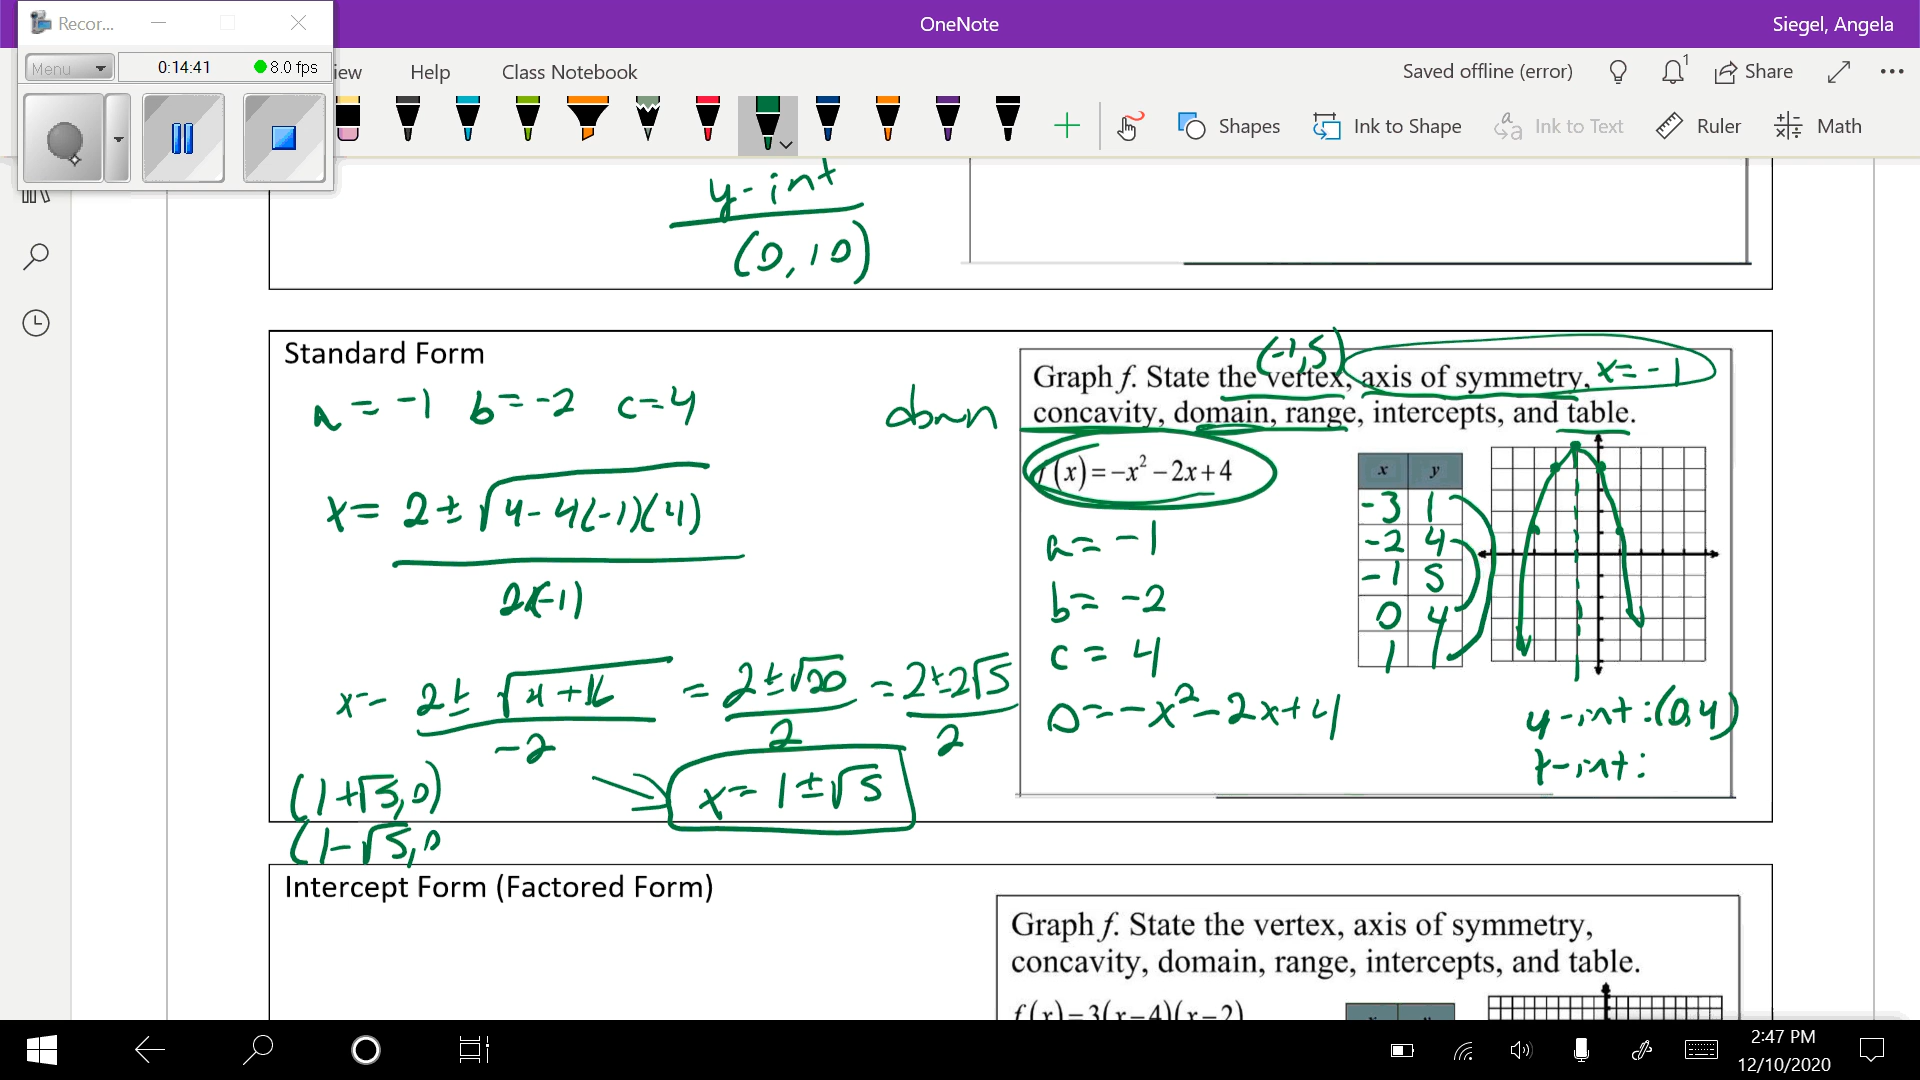 Recor...
OneNote
Siegel, Angela
Menu
0:14:41
8.0 fps
iew
Help
Class Notebook
Saved offline (error)
1
Share
Shapes
Ink to Shape
Ink to Text
Ruler
Math
y-int
(0,10)
Standard Form
a = -1 b = -2 c = 4
down
x = 2 ± √4-4(-1)(4)
2(-1)
x = 2 ± √4+16 = 2±√20 = 2±2√5
-2 2 2
(1+√5,0)
x = 1±√5
(1-√5,0
(-1,5)
Graph f. State the vertex, axis of symmetry, x = -1
concavity, domain, range, intercepts, and table.
f(x) = -x² - 2x + 4
a = -1
b = -2
c = 4
0 = -x² - 2x + 4
x y
-3 1
-2 4
-1 5
0 4
1 1
y-int: (0,4)
x-int:
Intercept Form (Factored Form)
Graph f. State the vertex, axis of symmetry,
concavity, domain, range, intercepts, and table.
f(x) = 3(x-4)(x-2)
2:47 PM
12/10/2020